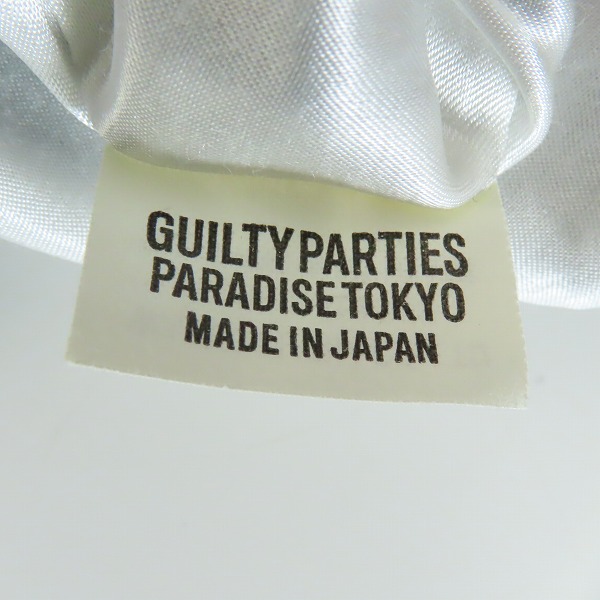 GUILTY PARTIES
PARADISE TOKYO
MADE IN JAPAN